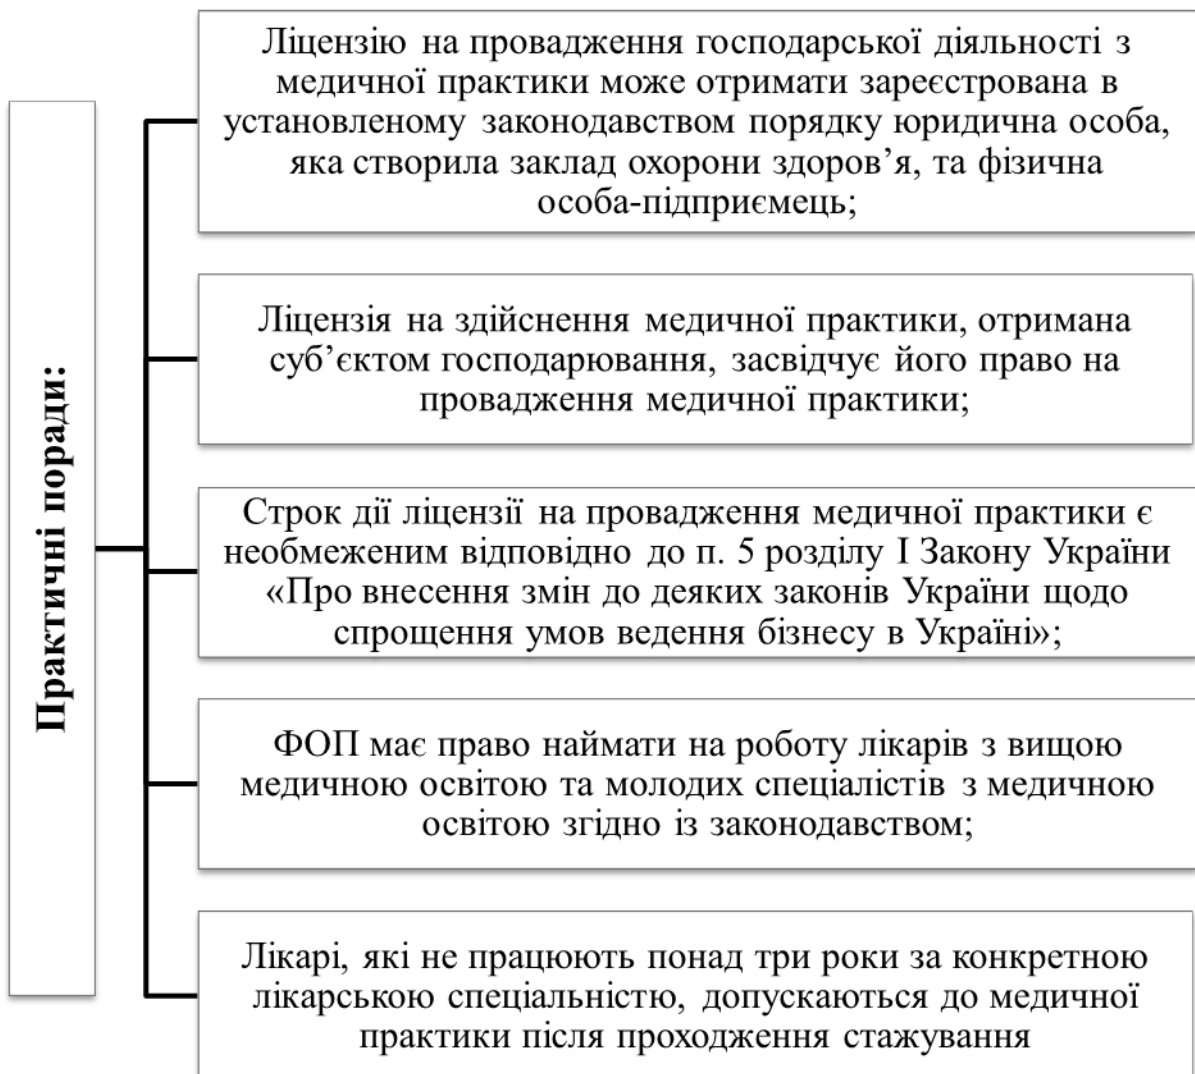 Практичні поради:
Ліцензію на провадження господарської діяльності з
медичної практики може отримати зареєстрована в
установленому законодавством порядку юридична особа,
яка створила заклад охорони здоров’я, та фізична
особа-підприємець;
Ліцензія на здійснення медичної практики, отримана
суб’єктом господарювання, засвідчує його право на
провадження медичної практики;
Строк дії ліцензії на провадження медичної практики є
необмеженим відповідно до п. 5 розділу I Закону України
«Про внесення змін до деяких законів України щодо
спрощення умов ведення бізнесу в Україні»;
ФОП має право наймати на роботу лікарів з вищою
медичною освітою та молодих спеціалістів з медичною
освітою згідно із законодавством;
Лікарі, які не працюють понад три роки за конкретною
лікарською спеціальністю, допускаються до медичної
практики після проходження стажування